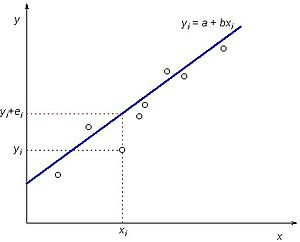 y
yᵢ = a + bxᵢ
yᵢ+eᵢ
yᵢ
xᵢ
x